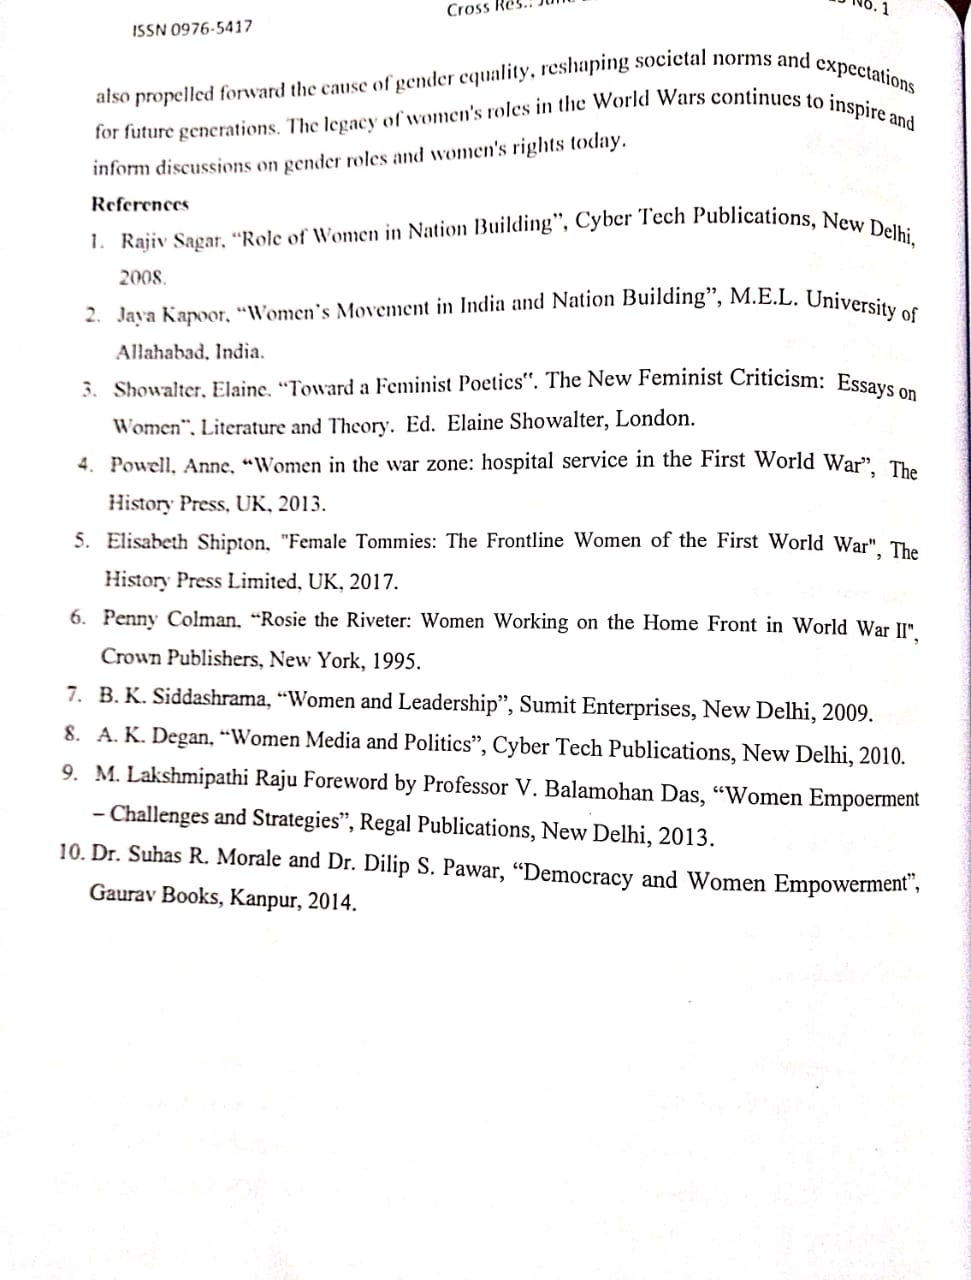 ISSN 0976-5417
Cross Res.: June
No. 1
also propelled forward the cause of gender equality, reshaping societal norms and expectations
for future generations. The legacy of women's roles in the World Wars continues to inspire and
inform discussions on gender roles and women's rights today.
References
1. Rajiv Sagar, “Role of Women in Nation Building”, Cyber Tech Publications, New Delhi,
2008.
2. Jaya Kapoor, “Women’s Movement in India and Nation Building”, M.E.L. University of
Allahabad, India.
3. Showalter, Elaine. “Toward a Feminist Poetics“. The New Feminist Criticism: Essays on
Women”, Literature and Theory. Ed. Elaine Showalter, London.
4. Powell, Anne, “Women in the war zone: hospital service in the First World War”, The
History Press, UK, 2013.
5. Elisabeth Shipton, "Female Tommies: The Frontline Women of the First World War", The
History Press Limited, UK, 2017.
6. Penny Colman, “Rosie the Riveter: Women Working on the Home Front in World War II",
Crown Publishers, New York, 1995.
7. B. K. Siddashrama, “Women and Leadership”, Sumit Enterprises, New Delhi, 2009.
8. A. K. Degan, “Women Media and Politics”, Cyber Tech Publications, New Delhi, 2010.
9. M. Lakshmipathi Raju Foreword by Professor V. Balamohan Das, “Women Empoerment
– Challenges and Strategies”, Regal Publications, New Delhi, 2013.
10. Dr. Suhas R. Morale and Dr. Dilip S. Pawar, “Democracy and Women Empowerment”,
Gaurav Books, Kanpur, 2014.